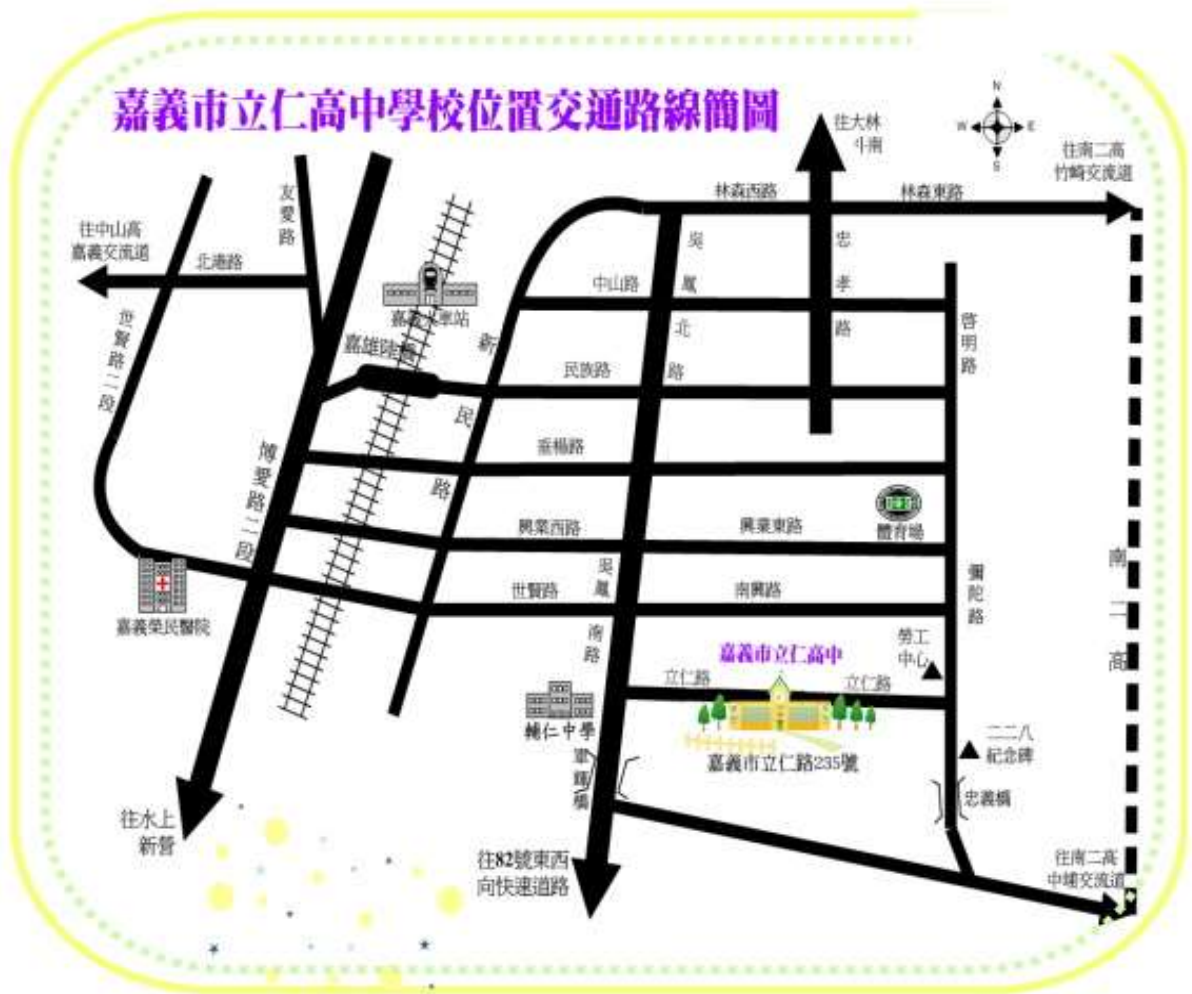 嘉義市立仁高中學校位置交通路線簡圖
N
W
E
S
往大林
斗南
往南二高
竹崎交流道
友愛路
林森西路
林森東路
往中山高
嘉義交流道
北港路
吳鳳北路
忠孝路
中山路
嘉義火車站
世賢路二段
新民路
啓明路
嘉雄陸橋
民族路
垂楊路
博愛路二段
興業西路
興業東路
體育場
南二高
吳鳳南路
世賢路
南興路
彌陀路
嘉義榮民醫院
勞工
中心
嘉義市立仁高中
立仁路
立仁路
輔仁中學
二二八
紀念碑
軍輝橋
嘉義市立仁路235號
忠義橋
往水上
新營
往82號東西
向快速道路
往南二高
中埔交流道